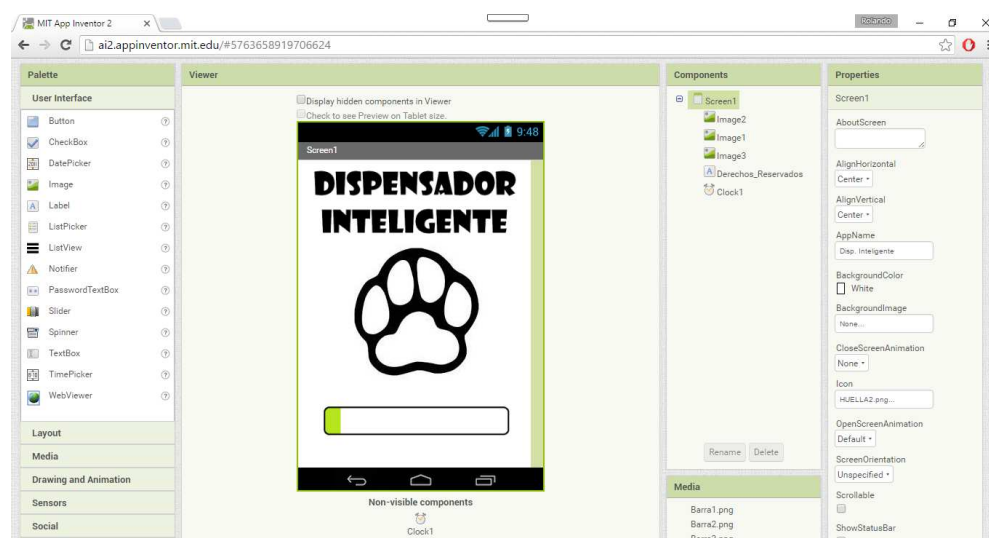 MIT App Inventor 2
Rolando
ai2.appinventor.mit.edu/#5763658919706624
Palette
User Interface
Button
CheckBox
DatePicker
Image
Label
ListPicker
ListView
Notifier
PasswordTextBox
Slider
Spinner
TextBox
TimePicker
WebViewer
Layout
Media
Drawing and Animation
Sensors
Social
Viewer
Display hidden components in Viewer
Check to see Preview on Tablet size.
9:48
Screen1
DISPENSADOR
INTELIGENTE
Non-visible components
Clock1
Components
Screen1
Image2
Image1
Image3
Derechos_Reservados
Clock1
Rename Delete
Media
Barra1.png
Barra2.png
Properties
Screen1
AboutScreen
AlignHorizontal
Center
AlignVertical
Center
AppName
Disp. Inteligente
BackgroundColor
White
BackgroundImage
None...
CloseScreenAnimation
None
Icon
HUELLA2.png...
OpenScreenAnimation
Default
ScreenOrientation
Unspecified
Scrollable
ShowStatusBar